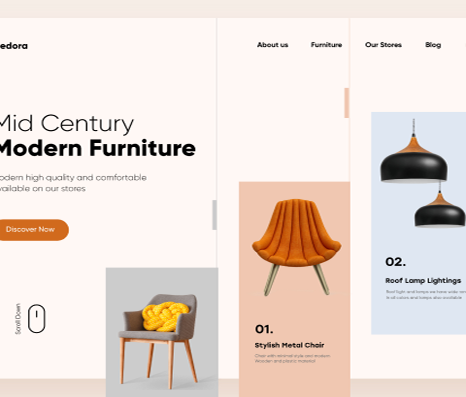 edora
About us Furniture Our Stores Blog
Mid Century
Modern Furniture
odern high quality and comfortable
vailable on our stores
Discover Now
Scroll Down
01.
Stylish Metal Chair
Chair with minimal style and modern
Wooden and plastic material
02.
Roof Lamp Lightings
Roof light and lamps we have wide
to all colors and lamps also available